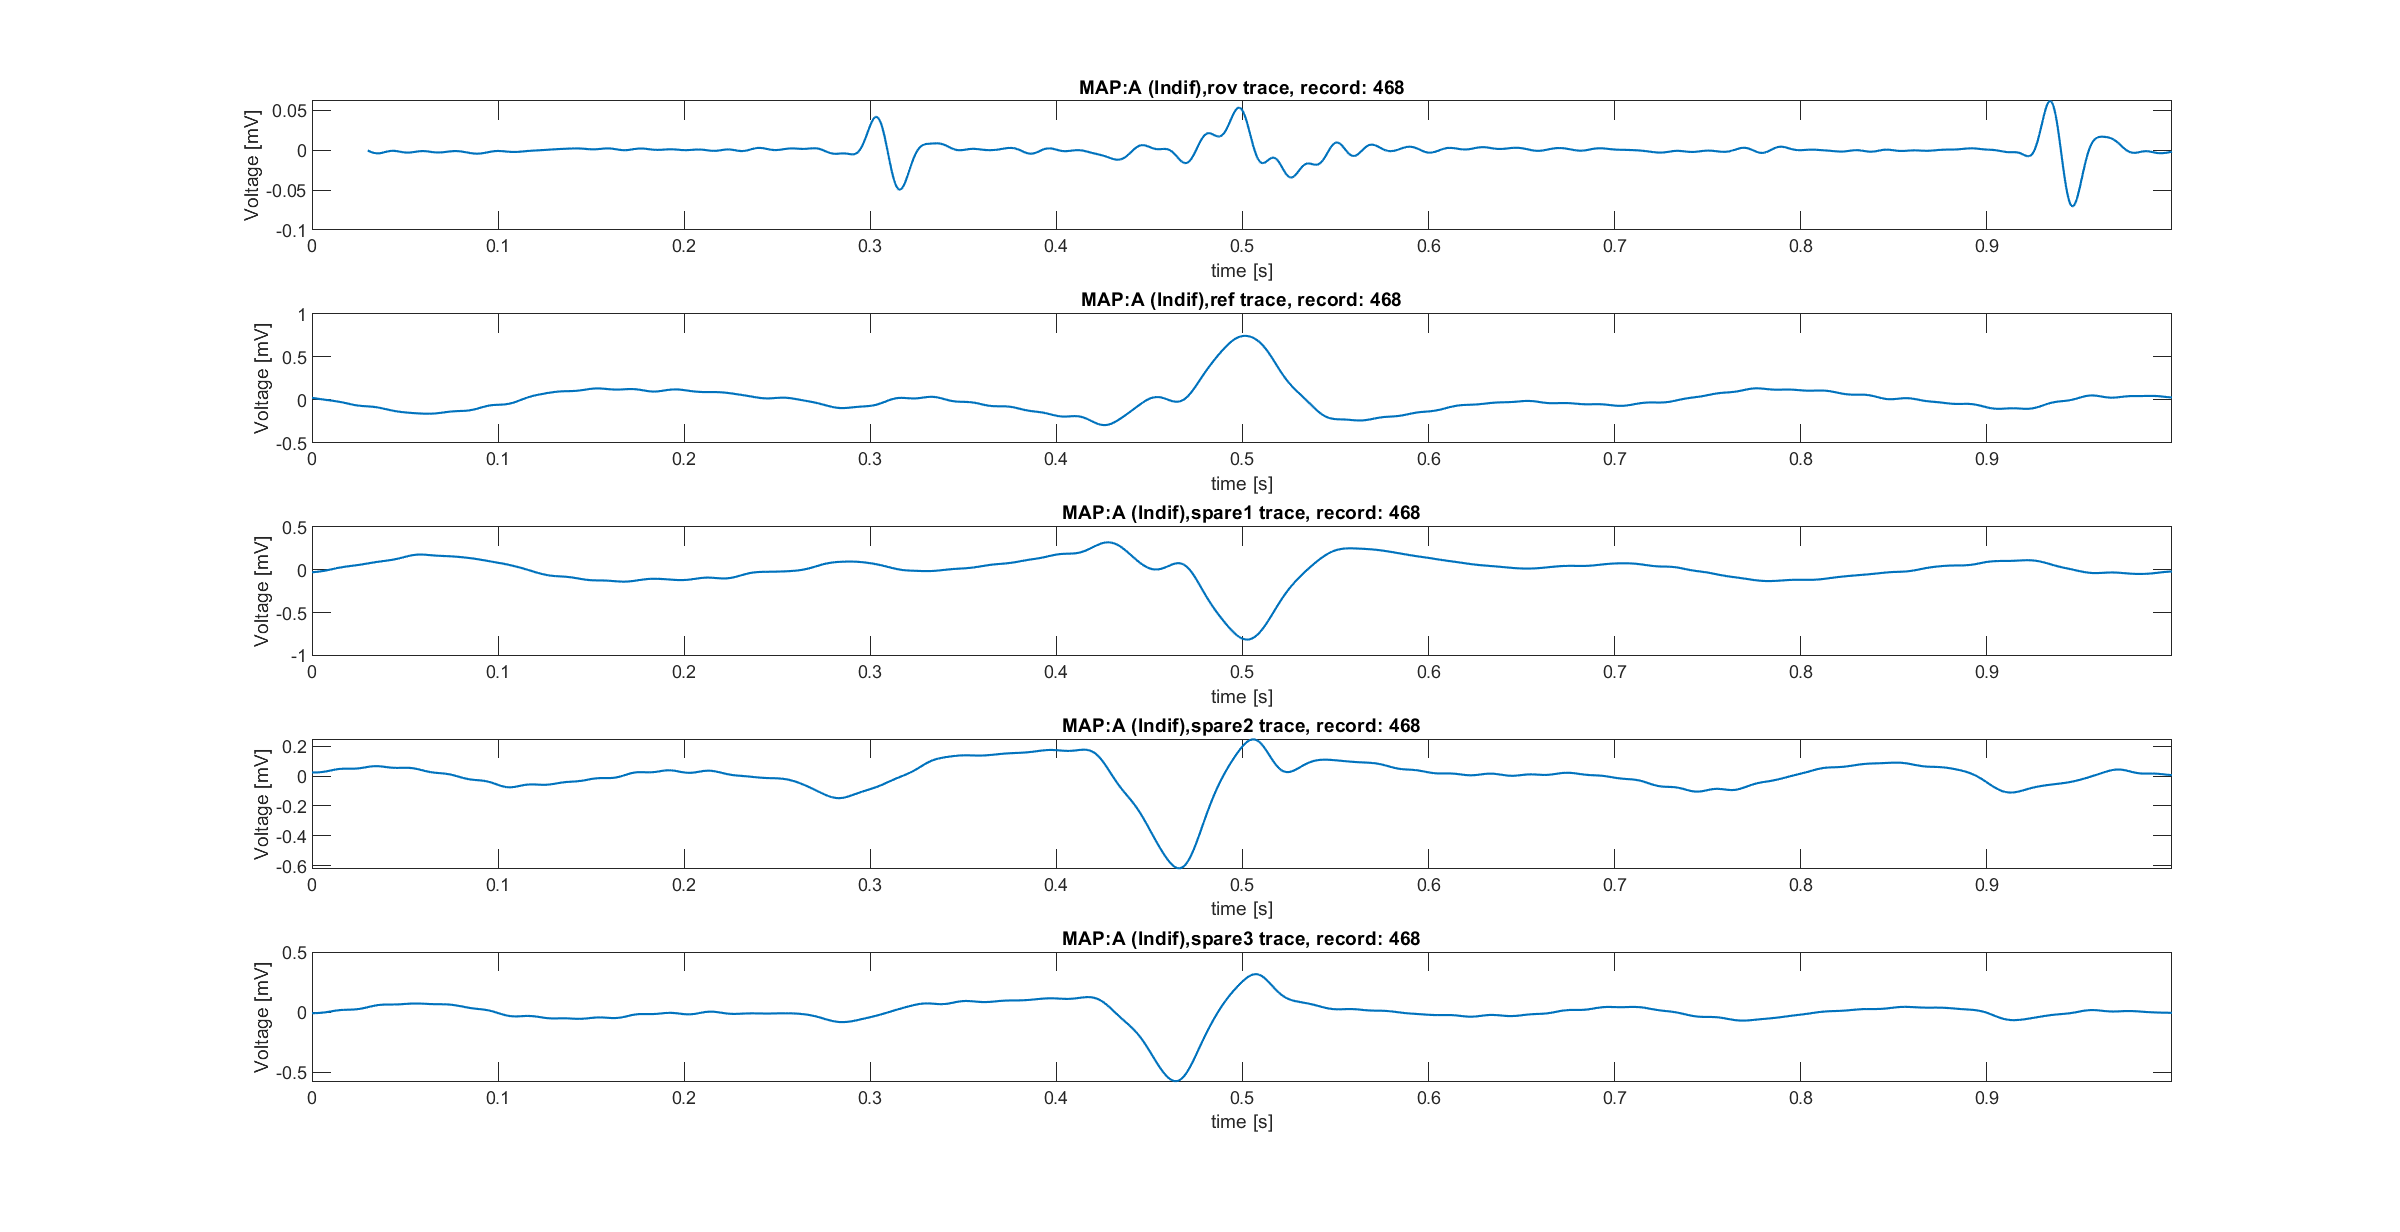 MAP:A (Indif),rov trace, record: 468
Voltage [mV]
0.05
0
-0.05
-0.1
0 0.1 0.2 0.3 0.4 0.5 0.6 0.7 0.8 0.9
time [s]
MAP:A (Indif),ref trace, record: 468
Voltage [mV]
1
0.5
0
-0.5
0 0.1 0.2 0.3 0.4 0.5 0.6 0.7 0.8 0.9
time [s]
MAP:A (Indif),spare1 trace, record: 468
Voltage [mV]
0.5
0
-0.5
-1
0 0.1 0.2 0.3 0.4 0.5 0.6 0.7 0.8 0.9
time [s]
MAP:A (Indif),spare2 trace, record: 468
Voltage [mV]
0.2
0
-0.2
-0.4
-0.6
0 0.1 0.2 0.3 0.4 0.5 0.6 0.7 0.8 0.9
time [s]
MAP:A (Indif),spare3 trace, record: 468
Voltage [mV]
0.5
0
-0.5
0 0.1 0.2 0.3 0.4 0.5 0.6 0.7 0.8 0.9
time [s]